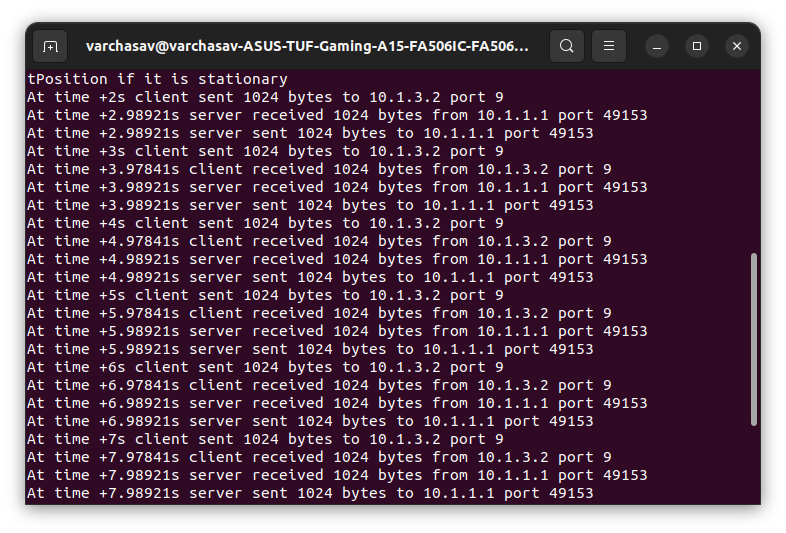 varchasav@varchasav-ASUS-TUF-Gaming-A15-FA506IC-FA506…
tPosition if it is stationary
At time +2s client sent 1024 bytes to 10.1.3.2 port 9
At time +2.98921s server received 1024 bytes from 10.1.1.1 port 49153
At time +2.98921s server sent 1024 bytes to 10.1.1.1 port 49153
At time +3s client sent 1024 bytes to 10.1.3.2 port 9
At time +3.97841s client received 1024 bytes from 10.1.3.2 port 9
At time +3.98921s server received 1024 bytes from 10.1.1.1 port 49153
At time +3.98921s server sent 1024 bytes to 10.1.1.1 port 49153
At time +4s client sent 1024 bytes to 10.1.3.2 port 9
At time +4.97841s client received 1024 bytes from 10.1.3.2 port 9
At time +4.98921s server received 1024 bytes from 10.1.1.1 port 49153
At time +4.98921s server sent 1024 bytes to 10.1.1.1 port 49153
At time +5s client sent 1024 bytes to 10.1.3.2 port 9
At time +5.97841s client received 1024 bytes from 10.1.3.2 port 9
At time +5.98921s server received 1024 bytes from 10.1.1.1 port 49153
At time +5.98921s server sent 1024 bytes to 10.1.1.1 port 49153
At time +6s client sent 1024 bytes to 10.1.3.2 port 9
At time +6.97841s client received 1024 bytes from 10.1.3.2 port 9
At time +6.98921s server received 1024 bytes from 10.1.1.1 port 49153
At time +6.98921s server sent 1024 bytes to 10.1.1.1 port 49153
At time +7s client sent 1024 bytes to 10.1.3.2 port 9
At time +7.97841s client received 1024 bytes from 10.1.3.2 port 9
At time +7.98921s server received 1024 bytes from 10.1.1.1 port 49153
At time +7.98921s server sent 1024 bytes to 10.1.1.1 port 49153